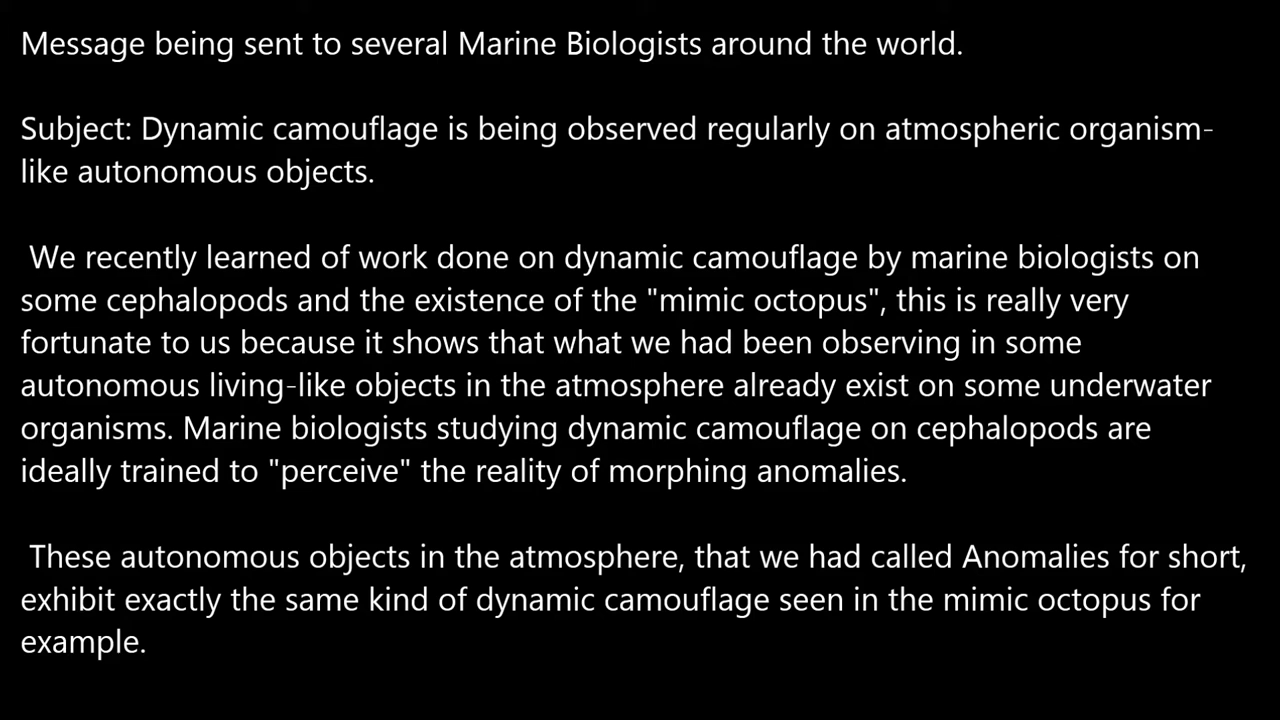 Message being sent to several Marine Biologists around the world.
Subject: Dynamic camouflage is being observed regularly on atmospheric organism-
like autonomous objects.
We recently learned of work done on dynamic camouflage by marine biologists on
some cephalopods and the existence of the "mimic octopus", this is really very
fortunate to us because it shows that what we had been observing in some
autonomous living-like objects in the atmosphere already exist on some underwater
organisms. Marine biologists studying dynamic camouflage on cephalopods are
ideally trained to "perceive" the reality of morphing anomalies.
These autonomous objects in the atmosphere, that we had called Anomalies for short,
exhibit exactly the same kind of dynamic camouflage seen in the mimic octopus for
example.